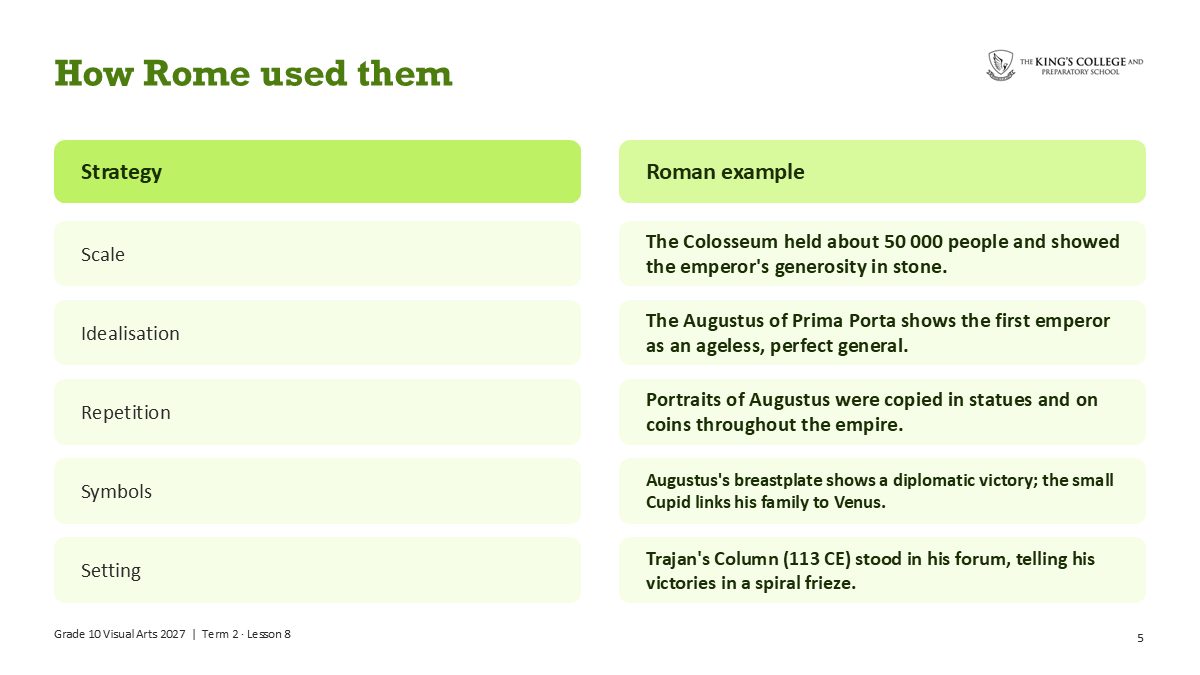 How Rome used them
THE KING'S COLLEGE AND
PREPARATORY SCHOOL
Strategy
Roman example
Scale
The Colosseum held about 50 000 people and showed
the emperor's generosity in stone.
Idealisation
The Augustus of Prima Porta shows the first emperor
as an ageless, perfect general.
Repetition
Portraits of Augustus were copied in statues and on
coins throughout the empire.
Symbols
Augustus's breastplate shows a diplomatic victory; the small
Cupid links his family to Venus.
Setting
Trajan's Column (113 CE) stood in his forum, telling his
victories in a spiral frieze.
Grade 10 Visual Arts 2027 | Term 2 · Lesson 8
5